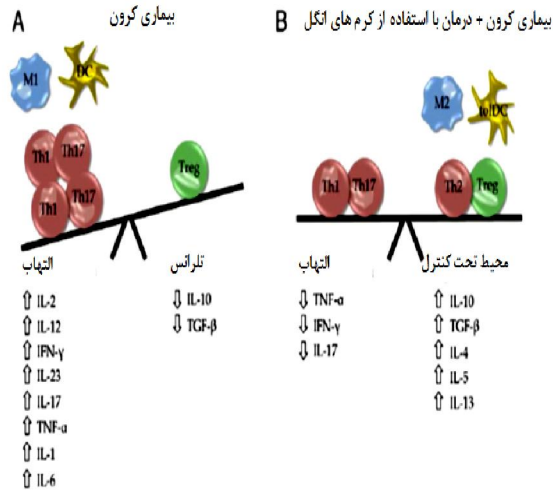 A
بیماری کرون
M1
DC
Th1
Th17
Th1
Th17
Treg
التهاب
تلرانس
⇧ IL-2
⇧ IL-12
⇧ IFN-γ
⇧ IL-23
⇧ IL-17
⇧ TNF-α
⇧ IL-1
⇧ IL-6
⇩ IL-10
⇩ TGF-β
B
بیماری کرون + درمان با استفاده از کرم های انگل
M2
tolDC
Th1
Th17
Th2
Treg
التهاب
محیط تحت کنترل
⇩ TNF-α
⇩ IFN-γ
⇩ IL-17
⇧ IL-10
⇧ TGF-β
⇧ IL-4
⇧ IL-5
⇧ IL-13